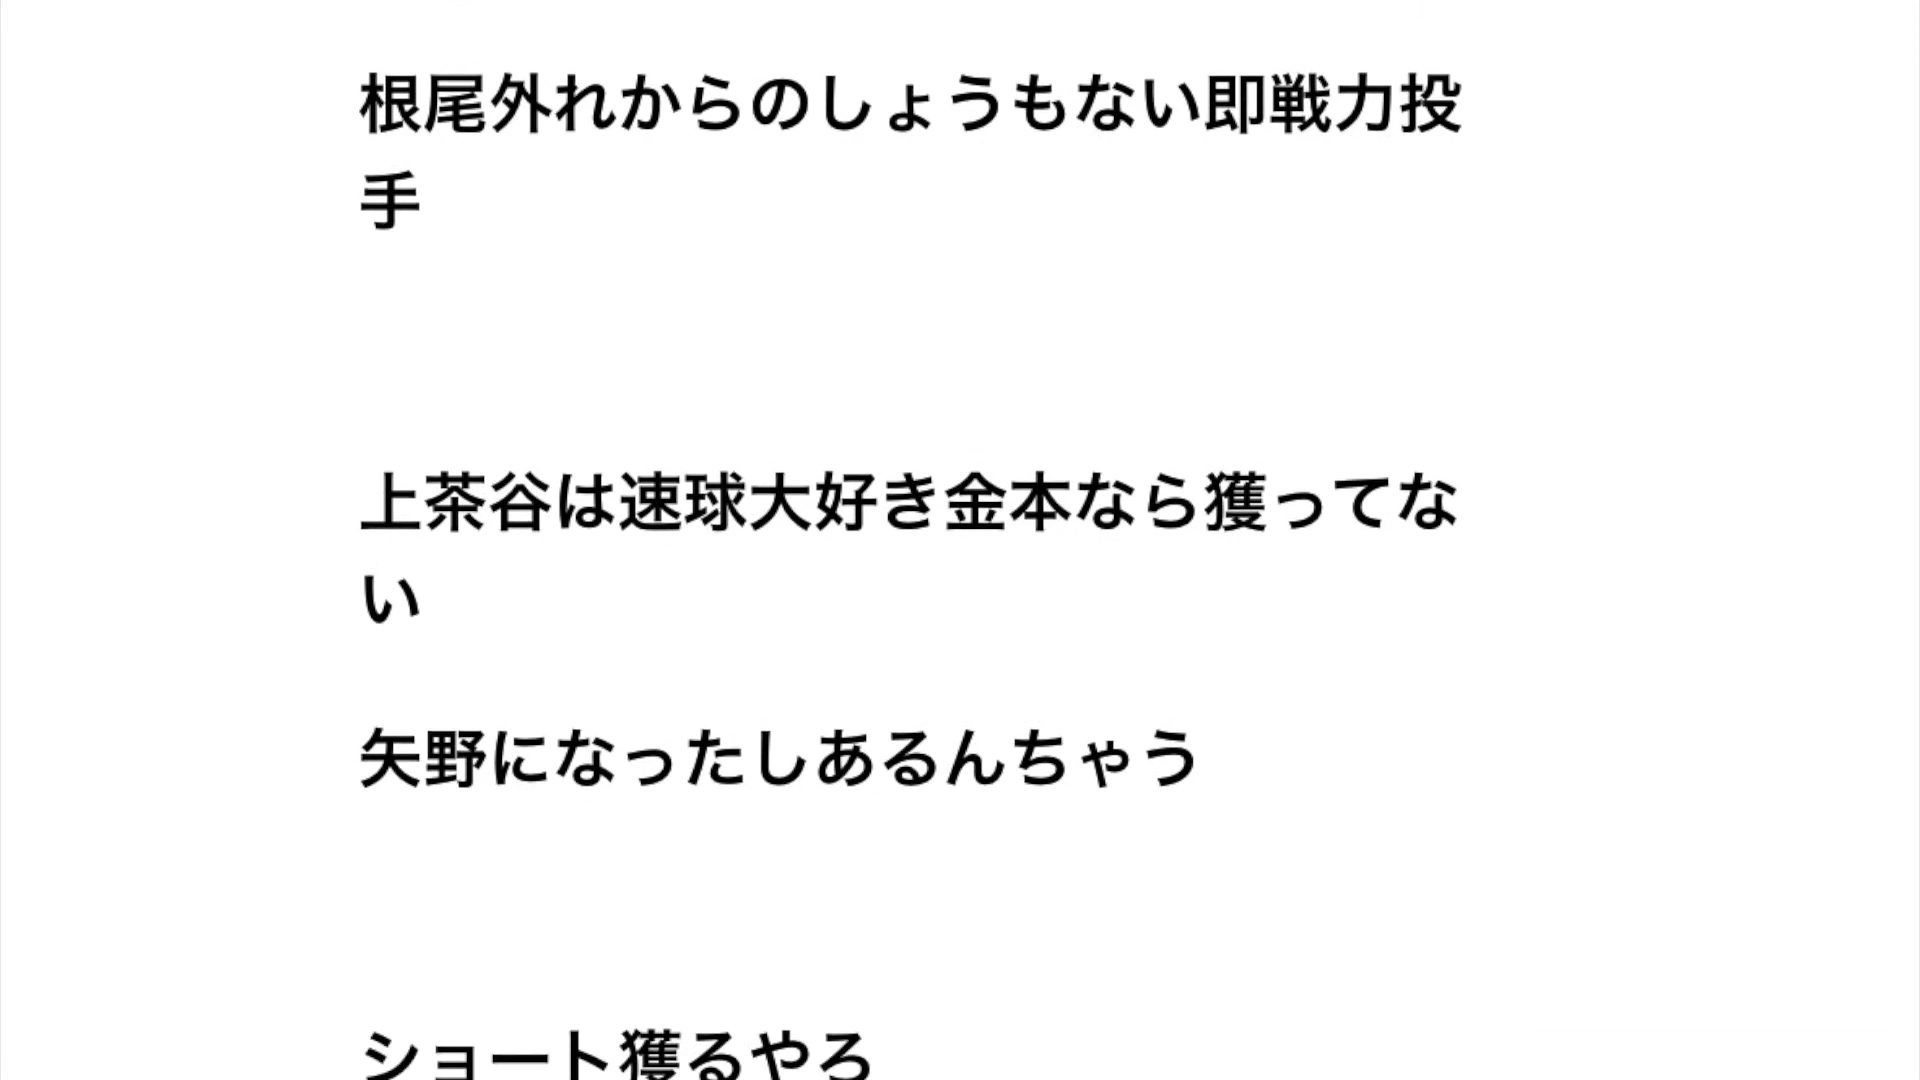 根尾外れからのしょうもない即戦力投
手
上茶谷は速球大好き金本なら獲ってな
い
矢野になったしあるんちゃう
ショート獲るやろ